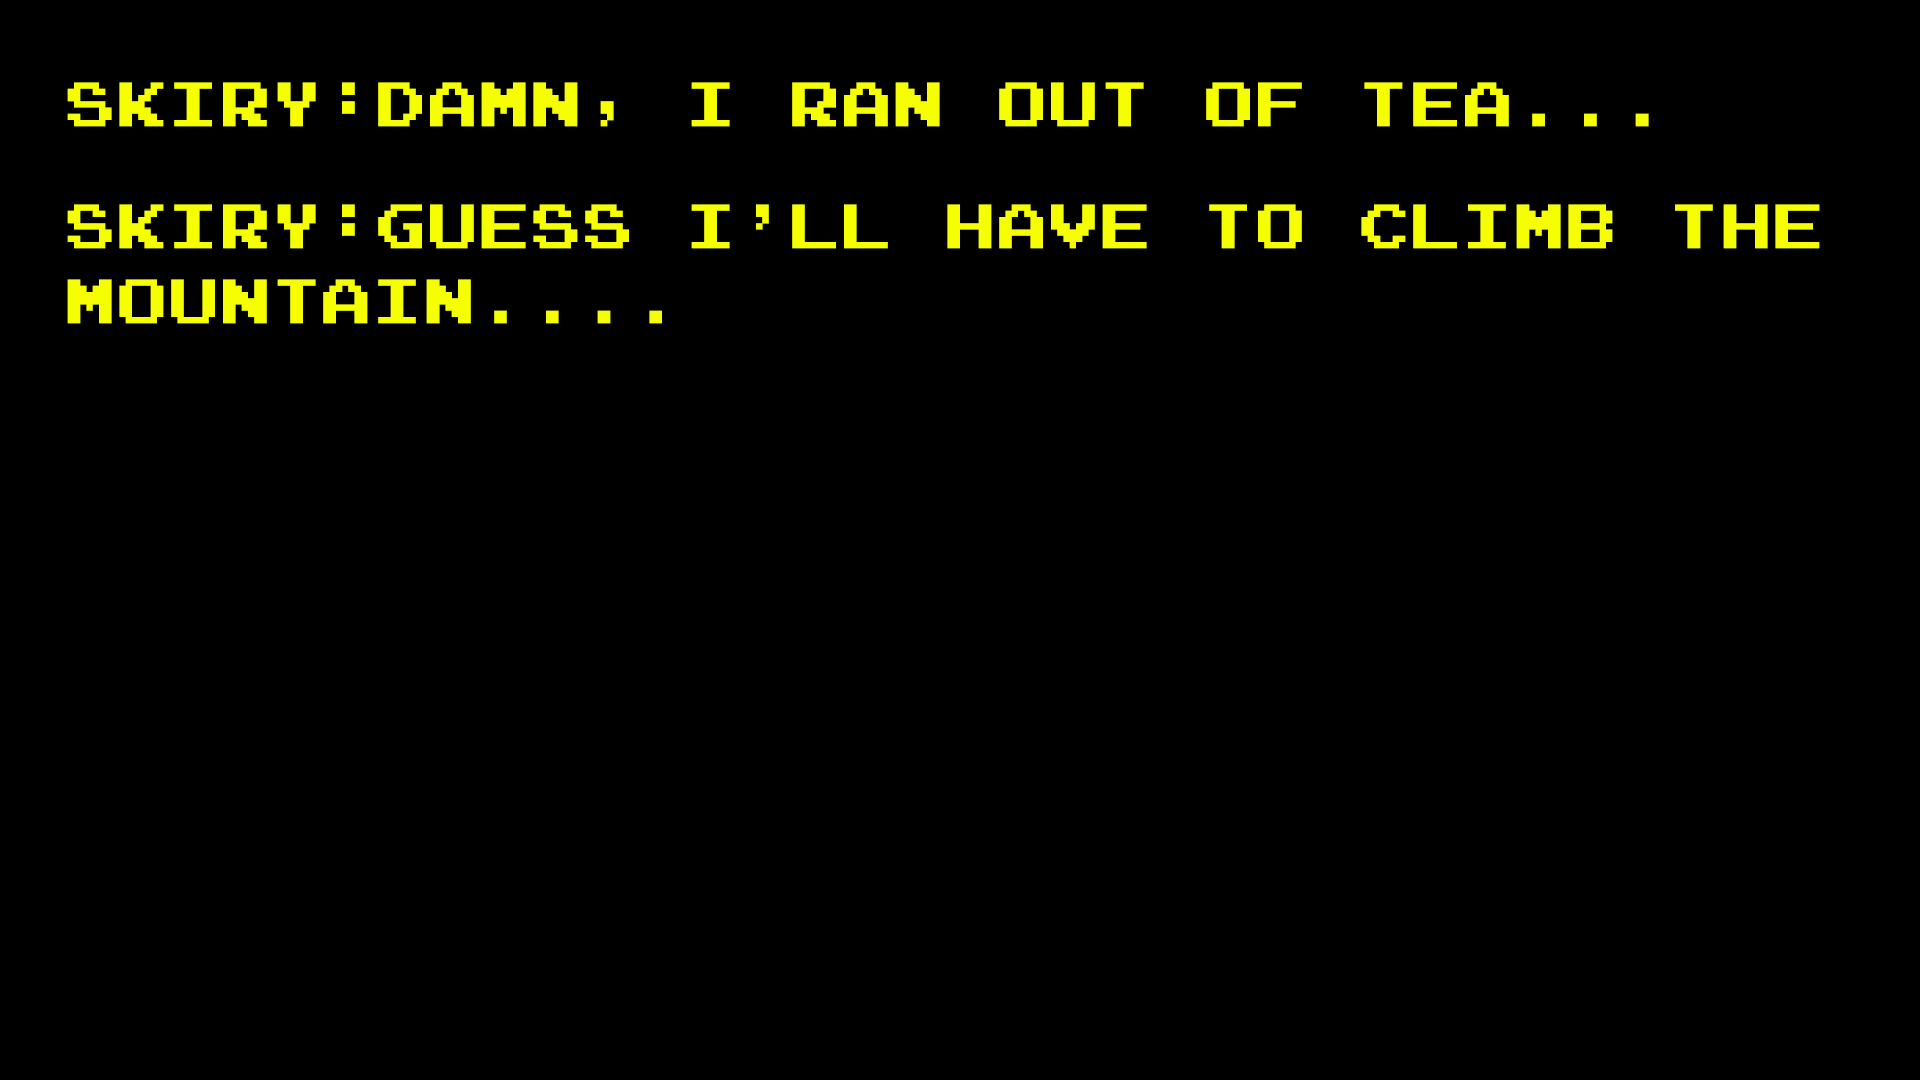 SKIRY:DAMN, I RAN OUT OF TEA...
SKIRY:GUESS I'LL HAVE TO CLIMB THE
MOUNTAIN....